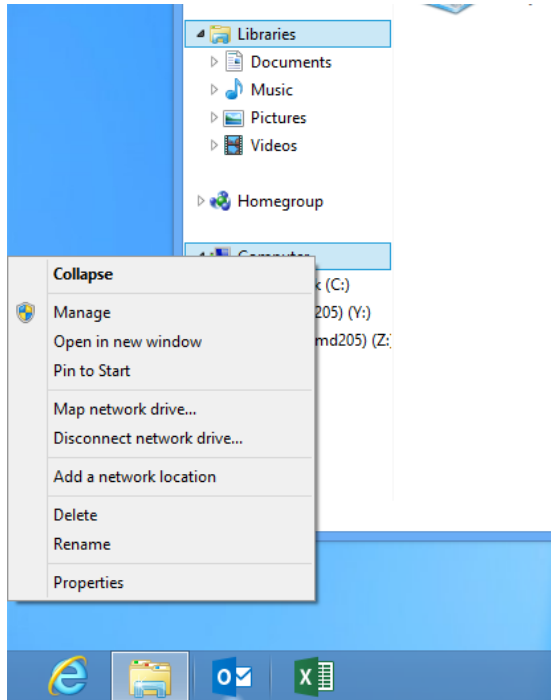 Libraries
Documents
Music
Pictures
Videos
Homegroup
Computer
(C:)
205) (Y:)
md205) (Z:
Collapse
Manage
Open in new window
Pin to Start
Map network drive...
Disconnect network drive...
Add a network location
Delete
Rename
Properties